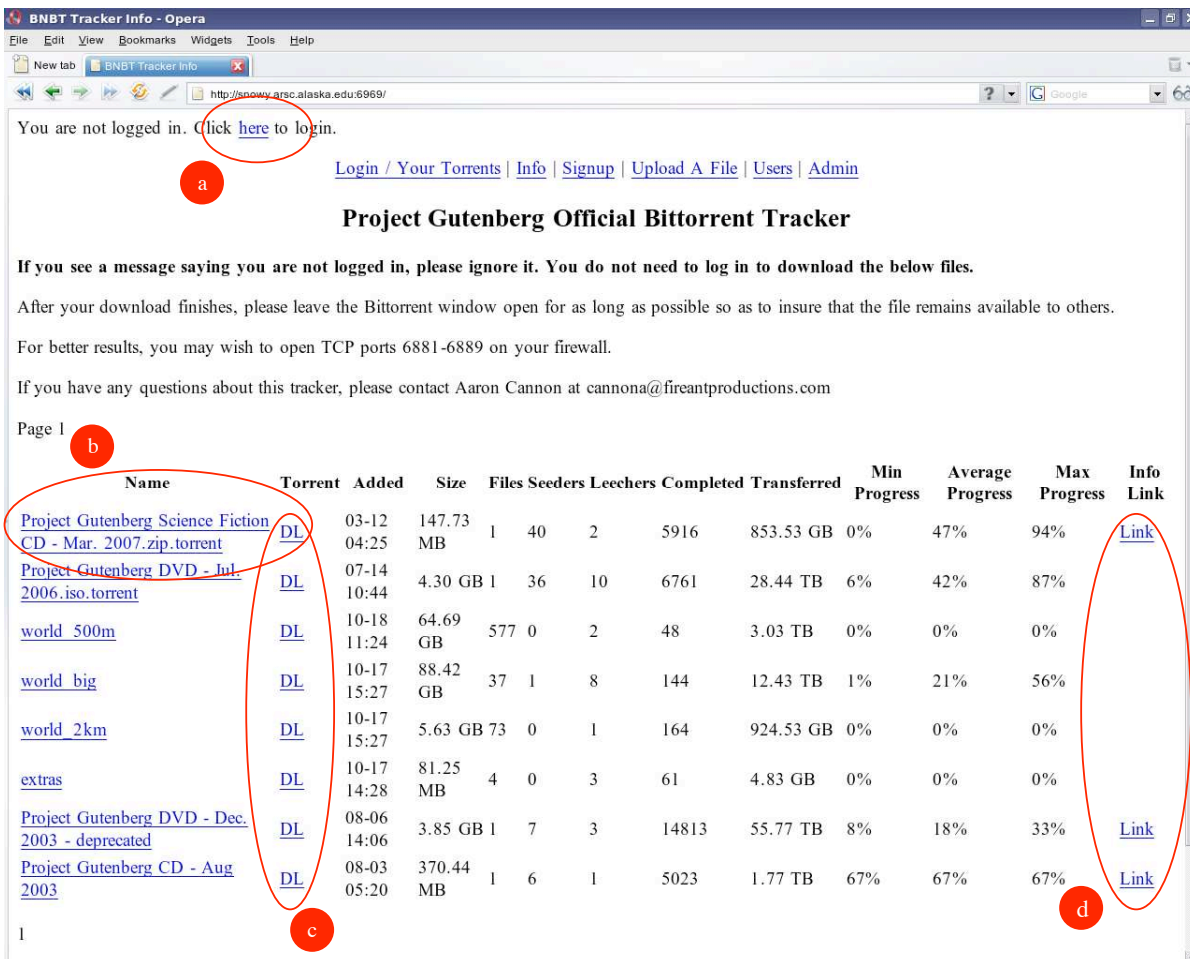 BNBT Tracker Info - Opera
File Edit View Bookmarks Widgets Tools Help
New tab BNBT Tracker Info
http://snowy.arsc.alaska.edu:6969/ ? G Google
You are not logged in. Click here to login.
a
Login / Your Torrents | Info | Signup | Upload A File | Users | Admin
Project Gutenberg Official Bittorrent Tracker
If you see a message saying you are not logged in, please ignore it. You do not need to log in to download the below files.
After your download finishes, please leave the Bittorrent window open for as long as possible so as to insure that the file remains available to others.
For better results, you may wish to open TCP ports 6881-6889 on your firewall.
If you have any questions about this tracker, please contact Aaron Cannon at cannona@fireantproductions.com
Page 1
b
Name Torrent Added Size Files Seeders Leechers Completed Transferred Min Progress Average Progress Max Progress Info Link
Project Gutenberg Science Fiction CD - Mar. 2007.zip.torrent DL 03-12 04:25 147.73 MB 1 40 2 5916 853.53 GB 0% 47% 94% Link
Project Gutenberg DVD - Jul. 2006.iso.torrent DL 07-14 10:44 4.30 GB 1 36 10 6761 28.44 TB 6% 42% 87%
world_500m DL 10-18 11:24 64.69 GB 577 0 2 48 3.03 TB 0% 0% 0%
world_big DL 10-17 15:27 88.42 GB 37 1 8 144 12.43 TB 1% 21% 56%
world_2km DL 10-17 15:27 5.63 GB 73 0 1 164 924.53 GB 0% 0% 0%
extras DL 10-17 14:28 81.25 MB 4 0 3 61 4.83 GB 0% 0% 0%
Project Gutenberg DVD - Dec. 2003 - deprecated DL 08-06 14:06 3.85 GB 1 7 3 14813 55.77 TB 8% 18% 33% Link
Project Gutenberg CD - Aug 2003 DL 08-03 05:20 370.44 MB 1 6 1 5023 1.77 TB 67% 67% 67% Link
d
c
1